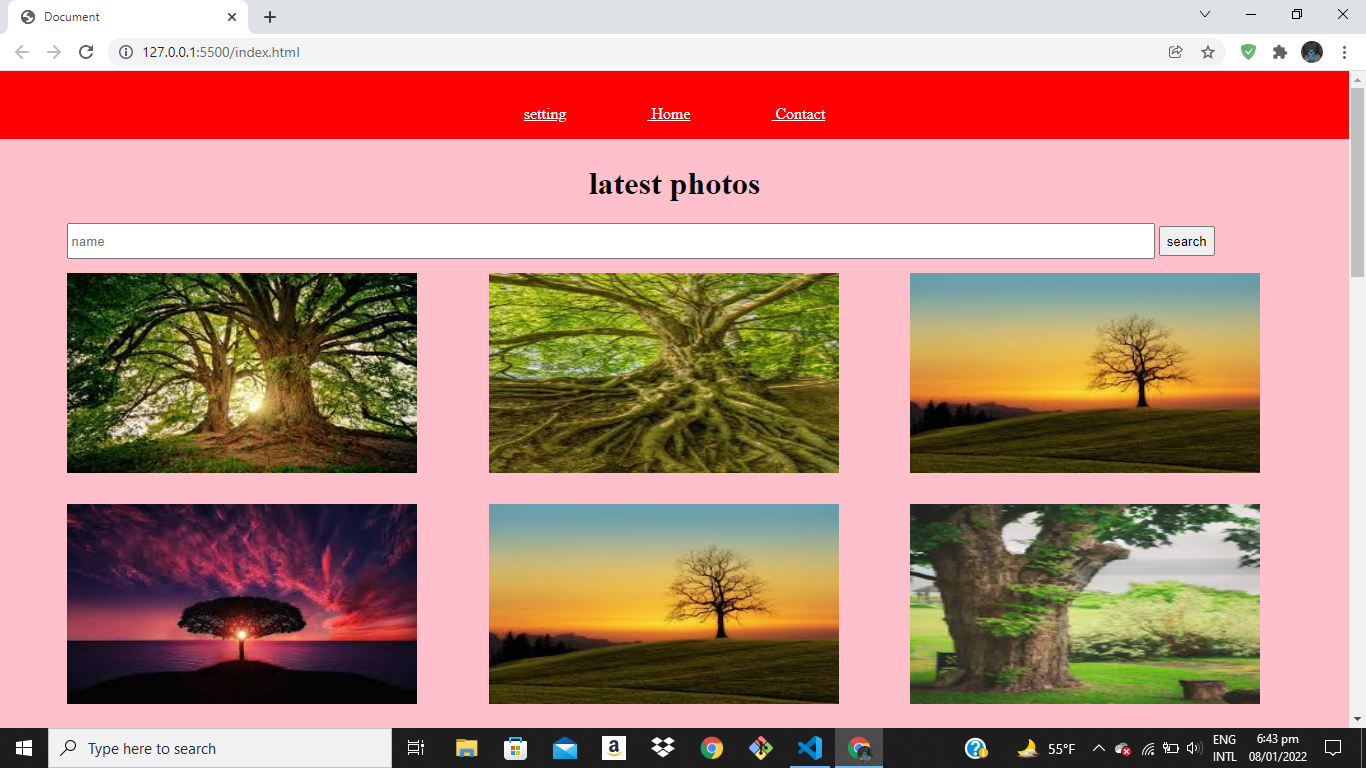 Document
127.0.0.1:5500/index.html
setting Home Contact
latest photos
name search
Type here to search
a
55°F
ENG
INTL
6:43 pm
08/01/2022